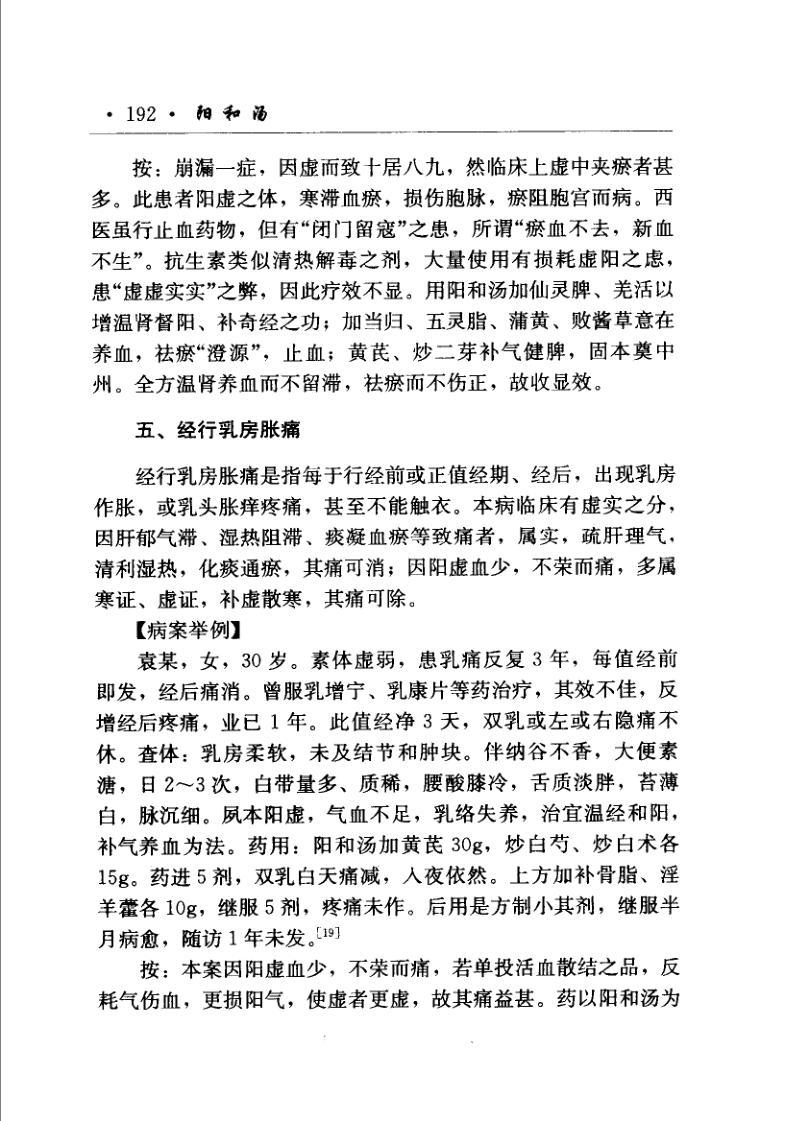 · 192 · 阳和汤
按：崩漏一症，因虚而致十居八九，然临床上虚中夹瘀者甚
多。此患者阳虚之体，寒滞血瘀，损伤胞脉，瘀阻胞宫而病。西
医虽行止血药物，但有“闭门留寇”之患，所谓“瘀血不去，新血
不生”。抗生素类似清热解毒之剂，大量使用有损耗虚阳之虑，
患“虚虚实实”之弊，因此疗效不显。用阳和汤加仙灵脾、羌活以
增温肾督阳、补奇经之功；加当归、五灵脂、蒲黄、败酱草意在
养血，祛瘀“澄源”，止血；黄芪、炒二芽补气健脾，固本奠中
州。全方温肾养血而不留滞，祛瘀而不伤正，故收显效。
五、经行乳房胀痛
经行乳房胀痛是指每于行经前或正值经期、经后，出现乳房
作胀，或乳头胀痒疼痛，甚至不能触衣。本病临床有虚实之分，
因肝郁气滞、湿热阻滞、痰凝血瘀等致痛者，属实，疏肝理气，
清利湿热，化痰通瘀，其痛可消；因阳虚血少，不荣而痛，多属
寒证、虚证，补虚散寒，其痛可除。
【病案举例】
袁某，女，30 岁。素体虚弱，患乳痛反复 3 年，每值经前
即发，经后痛消。曾服乳增宁、乳康片等药治疗，其效不佳，反
增经后疼痛，业已 1 年。此值经净 3 天，双乳或左或右隐痛不
休。查体：乳房柔软，未及结节和肿块。伴纳谷不香，大便素
溏，日 2～3 次，白带量多、质稀，腰酸膝冷，舌质淡胖，苔薄
白，脉沉细。夙本阳虚，气血不足，乳络失养，治宜温经和阳，
补气养血为法。药用：阳和汤加黄芪 30g，炒白芍、炒白术各
15g。药进 5 剂，双乳白天痛减，入夜依然。上方加补骨脂、淫
羊藿各 10g，继服 5 剂，疼痛未作。后用是方制小其剂，继服半
月病愈，随访 1 年未发。[19]
按：本案因阳虚血少，不荣而痛，若单投活血散结之品，反
耗气伤血，更损阳气，使虚者更虚，故其痛益甚。药以阳和汤为